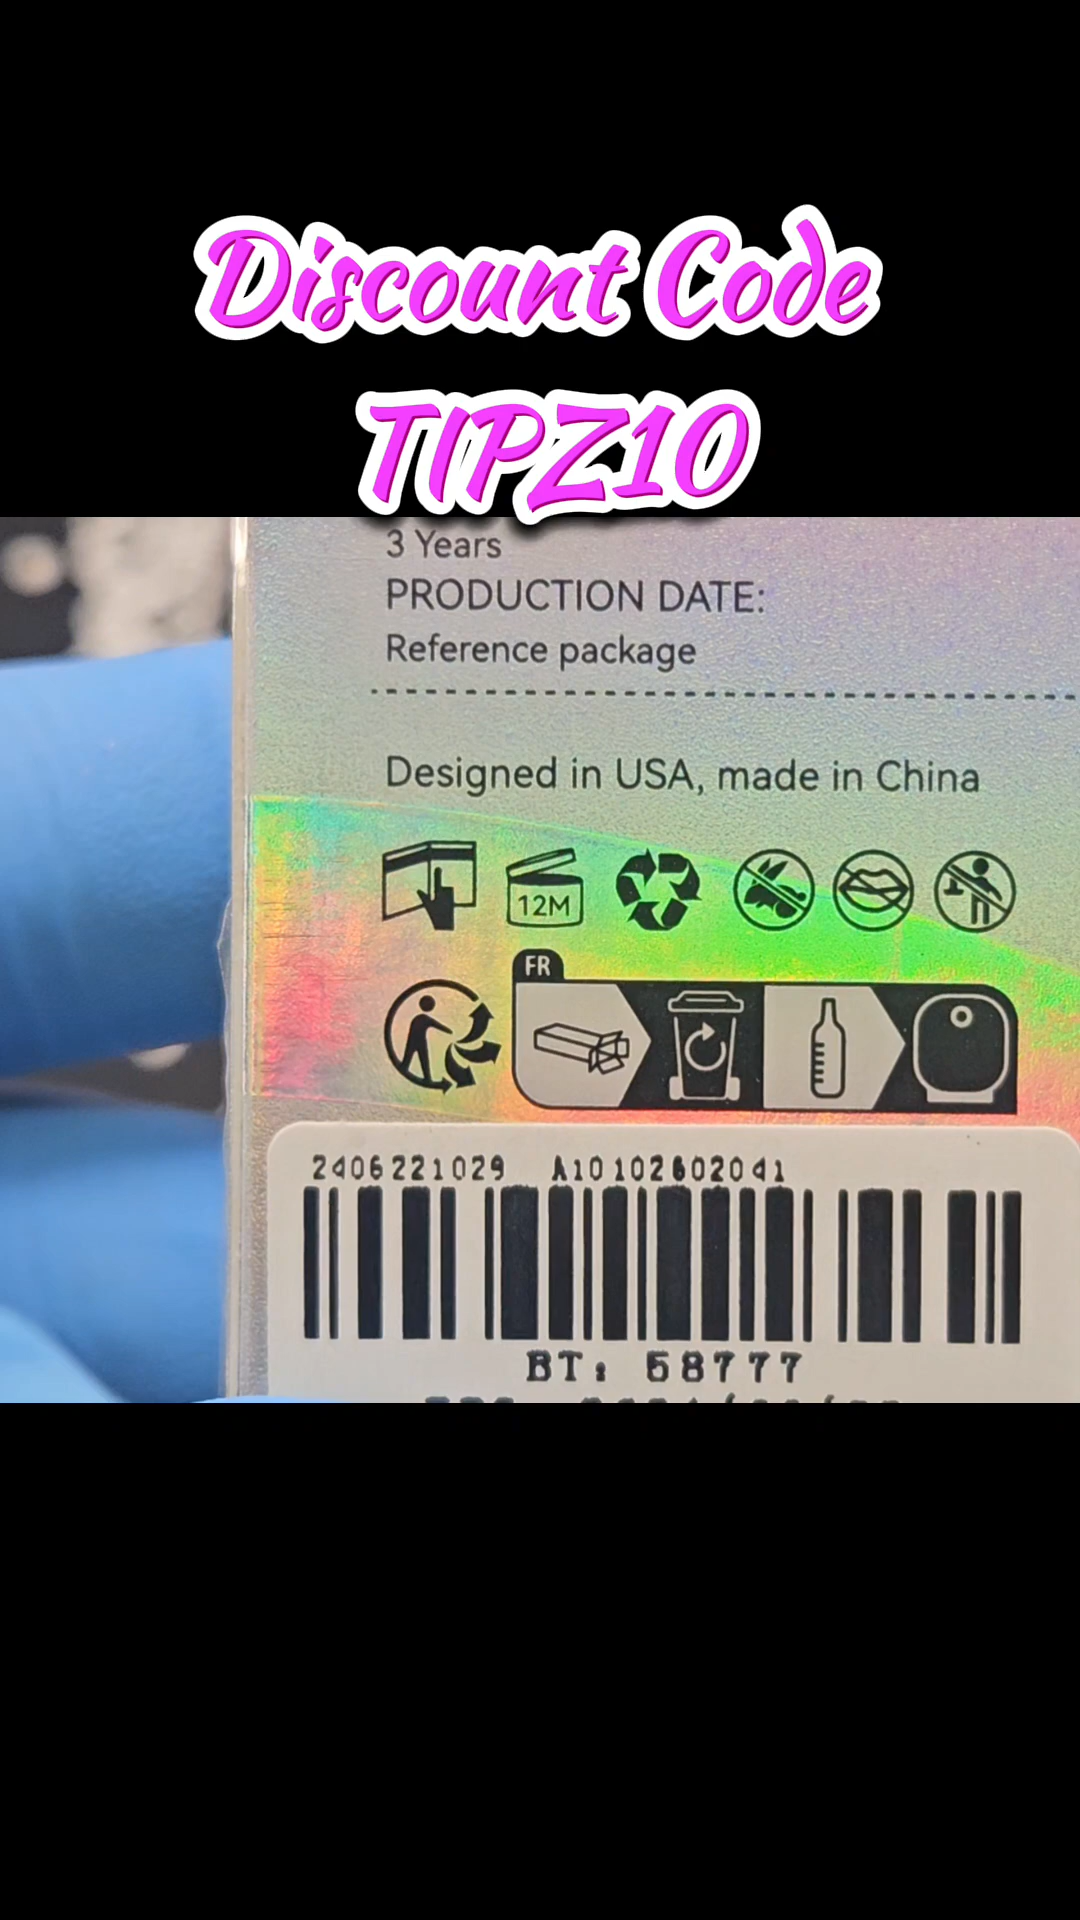 Discount Code
TIPZ10
3 Years
PRODUCTION DATE:
Reference package
Designed in USA, made in China
12M
FR
2406221029 A10102602041
BT: 58777